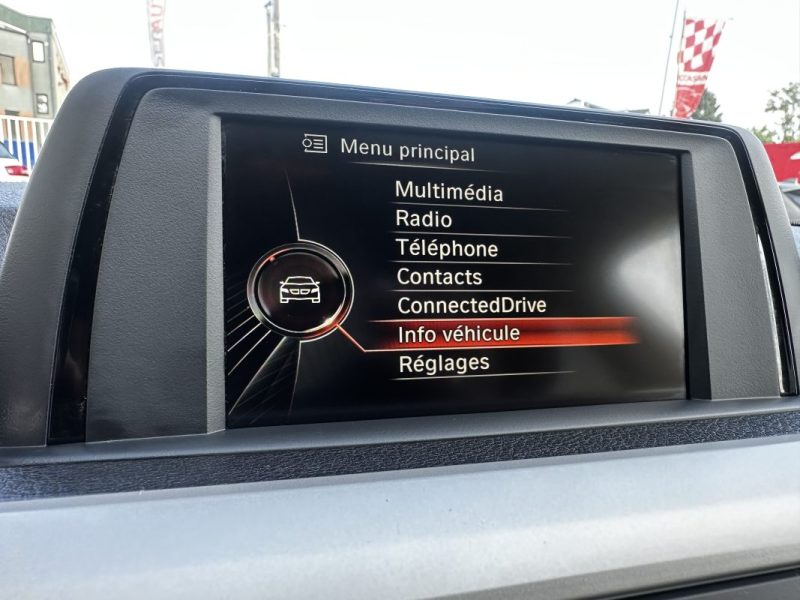 Menu principal
Multimédia
Radio
Téléphone
Contacts
ConnectedDrive
Info véhicule
Réglages